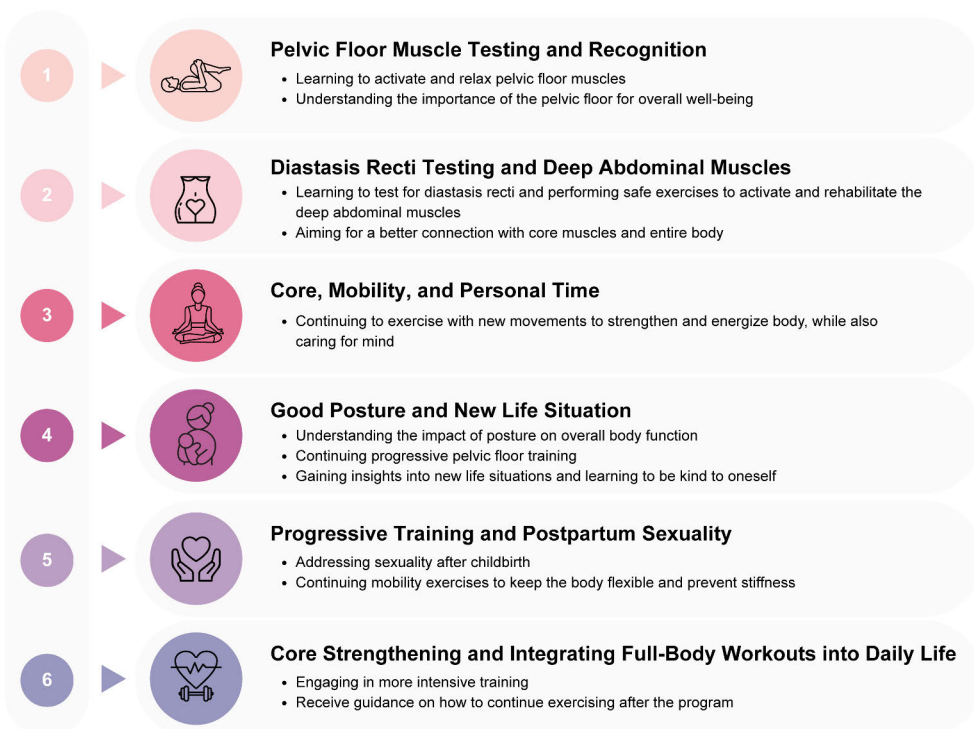 1
Pelvic Floor Muscle Testing and Recognition
• Learning to activate and relax pelvic floor muscles
• Understanding the importance of the pelvic floor for overall well-being
2
Diastasis Recti Testing and Deep Abdominal Muscles
• Learning to test for diastasis recti and performing safe exercises to activate and rehabilitate the
deep abdominal muscles
• Aiming for a better connection with core muscles and entire body
3
Core, Mobility, and Personal Time
• Continuing to exercise with new movements to strengthen and energize body, while also
caring for mind
4
Good Posture and New Life Situation
• Understanding the impact of posture on overall body function
• Continuing progressive pelvic floor training
• Gaining insights into new life situations and learning to be kind to oneself
5
Progressive Training and Postpartum Sexuality
• Addressing sexuality after childbirth
• Continuing mobility exercises to keep the body flexible and prevent stiffness
6
Core Strengthening and Integrating Full-Body Workouts into Daily Life
• Engaging in more intensive training
• Receive guidance on how to continue exercising after the program